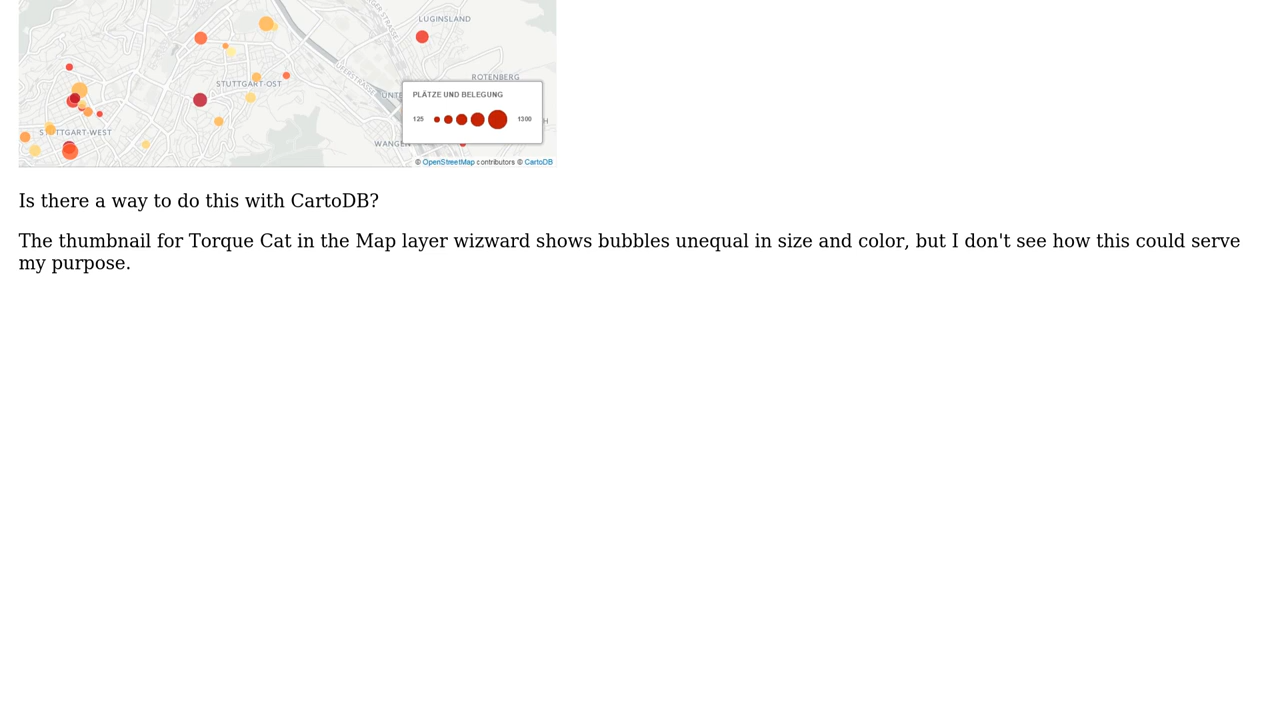 LUGINSLAND
ROTENBERG
STUTTGART-OST
PLÄTZE UND BELEGUNG
125 1300
WANGEN
© OpenStreetMap contributors © CartoDB
Is there a way to do this with CartoDB?
The thumbnail for Torque Cat in the Map layer wizward shows bubbles unequal in size and color, but I don't see how this could serve
my purpose.